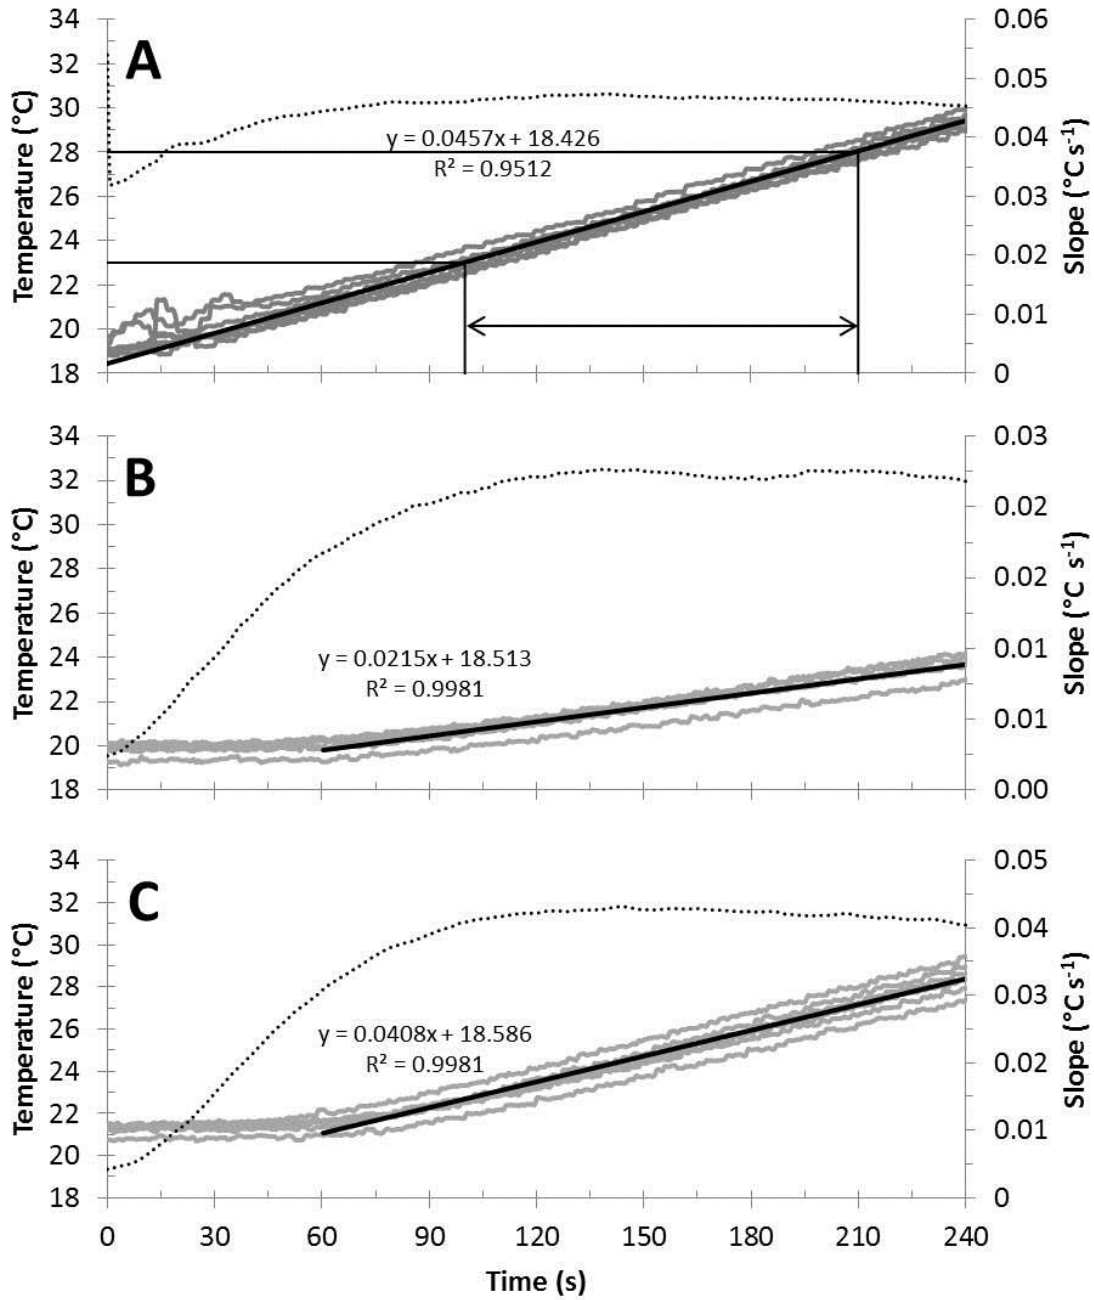 34
32
30
28
26
24
22
20
18
Temperature (°C)
A
y = 0.0457x + 18.426
R² = 0.9512
0.06
0.05
0.04
0.03
0.02
0.01
0
Slope (°C s⁻¹)
34
32
30
28
26
24
22
20
18
Temperature (°C)
B
y = 0.0215x + 18.513
R² = 0.9981
0.03
0.02
0.02
0.01
0.01
0.00
Slope (°C s⁻¹)
34
32
30
28
26
24
22
20
18
Temperature (°C)
C
y = 0.0408x + 18.586
R² = 0.9981
0.05
0.04
0.03
0.02
0.01
0
Slope (°C s⁻¹)
0 30 60 90 120 150 180 210 240
Time (s)